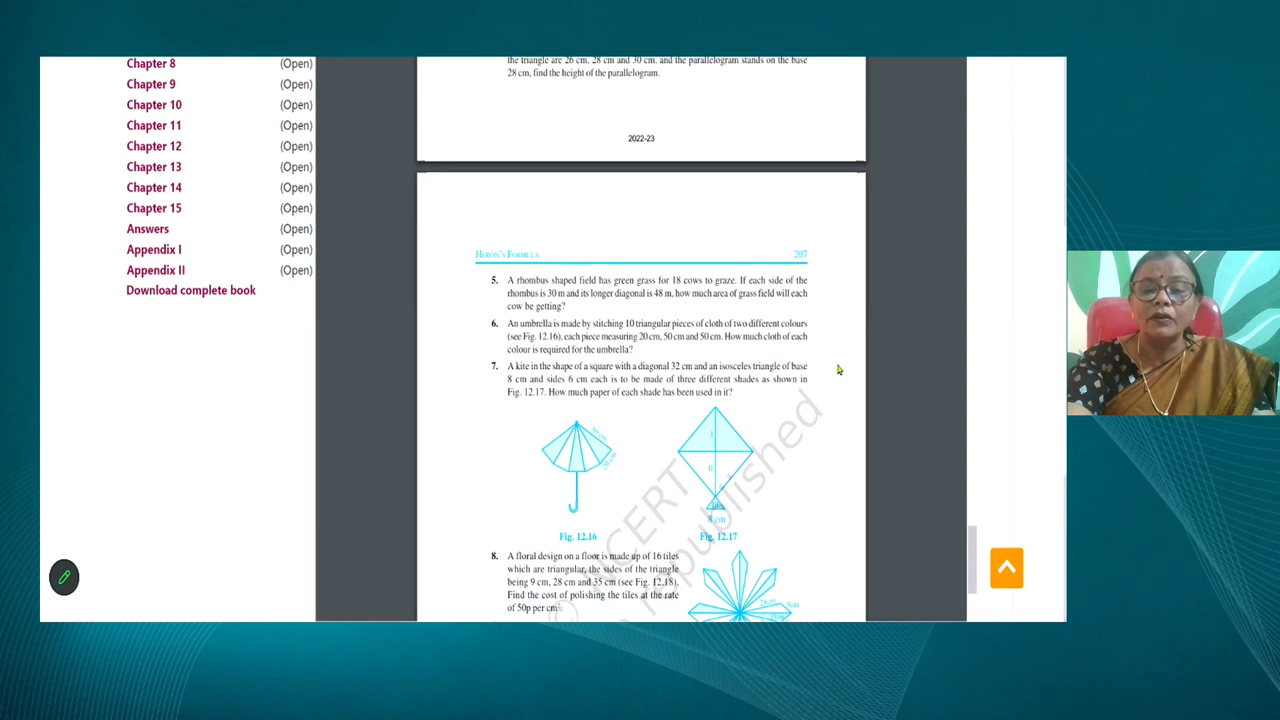 Chapter 8 (Open)
Chapter 9 (Open)
Chapter 10 (Open)
Chapter 11 (Open)
Chapter 12 (Open)
Chapter 13 (Open)
Chapter 14 (Open)
Chapter 15 (Open)
Answers (Open)
Appendix I (Open)
Appendix II (Open)
Download complete book
the triangle are 26 cm, 28 cm and 30 cm, and the parallelogram stands on the base
28 cm, find the height of the parallelogram.
2022-23
HERON'S FORMULA 207
5. A rhombus shaped field has green grass for 18 cows to graze. If each side of the
rhombus is 30 m and its longer diagonal is 48 m, how much area of grass field will each
cow be getting?
6. An umbrella is made by stitching 10 triangular pieces of cloth of two different colours
(see Fig. 12.16), each piece measuring 20 cm, 50 cm and 50 cm. How much cloth of each
colour is required for the umbrella?
7. A kite in the shape of a square with a diagonal 32 cm and an isosceles triangle of base
8 cm and sides 6 cm each is to be made of three different shades as shown in
Fig. 12.17. How much paper of each shade has been used in it?
50 cm
20 cm
I
II
8 cm
Fig. 12.16 Fig. 12.17
8. A floral design on a floor is made up of 16 tiles
which are triangular, the sides of the triangle
being 9 cm, 28 cm and 35 cm (see Fig. 12.18).
Find the cost of polishing the tiles at the rate
of 50p per cm².
9cm
© NCERT
republished